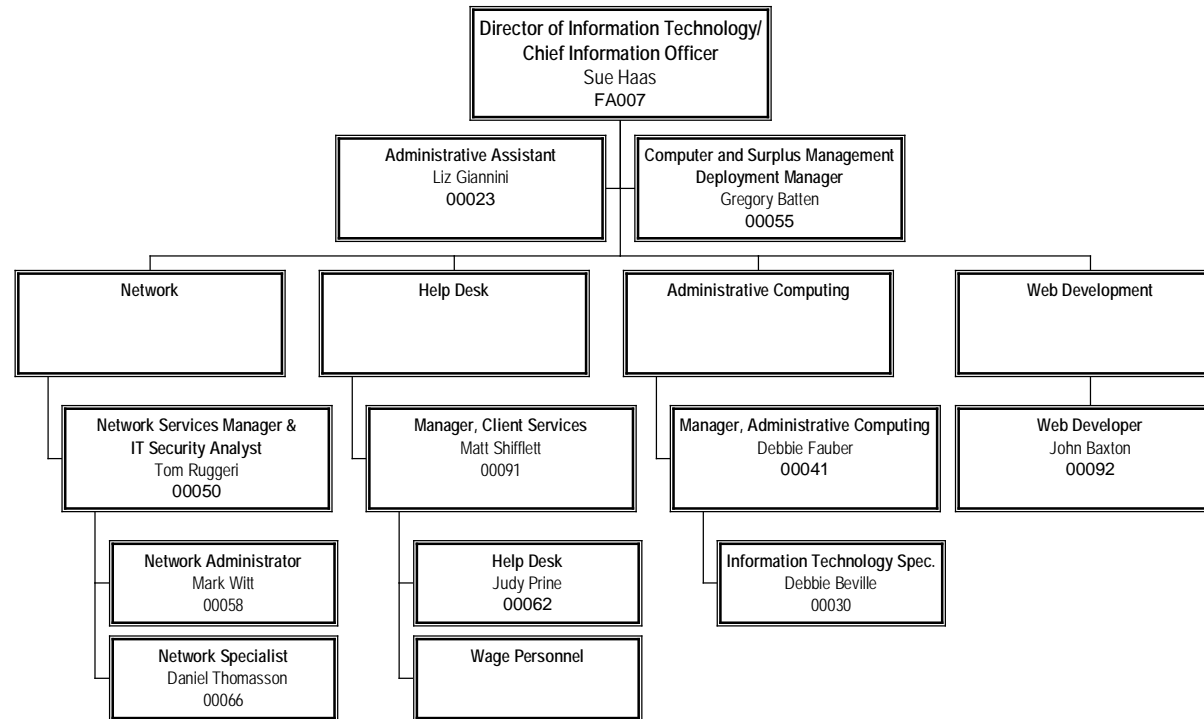 Director of Information Technology/
Chief Information Officer
Sue Haas
FA007
Administrative Assistant
Liz Giannini
00023
Computer and Surplus Management
Deployment Manager
Gregory Batten
00055
Network
Help Desk
Administrative Computing
Web Development
Network Services Manager &
IT Security Analyst
Tom Ruggeri
00050
Manager, Client Services
Matt Shifflett
00091
Manager, Administrative Computing
Debbie Fauber
00041
Web Developer
John Baxton
00092
Network Administrator
Mark Witt
00058
Help Desk
Judy Prine
00062
Information Technology Spec.
Debbie Beville
00030
Network Specialist
Daniel Thomasson
00066
Wage Personnel